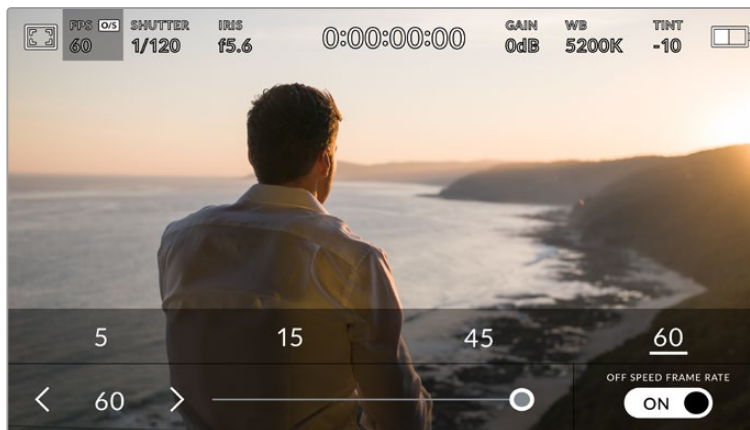 FPS O/S SHUTTER IRIS GAIN WB TINT
60 1/120 f5.6 0:00:00:00 0dB 5200K -10
5 15 45 60
OFF SPEED FRAME RATE
60 ON